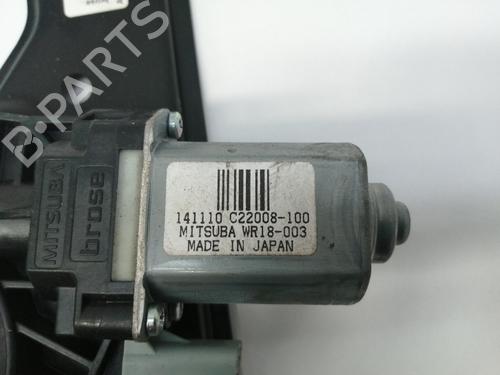 B-PARTS
MITSUBA
brose
141110 C22008-100
MITSUBA WR18-003
MADE IN JAPAN